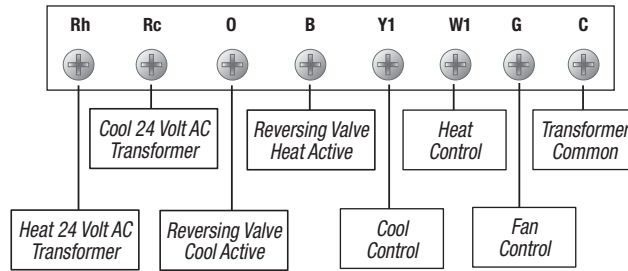 Rh Rc O B Y1 W1 G C
Cool 24 Volt AC
Transformer
Reversing Valve
Heat Active
Heat
Control
Transformer
Common
Heat 24 Volt AC
Transformer
Reversing Valve
Cool Active
Cool
Control
Fan
Control